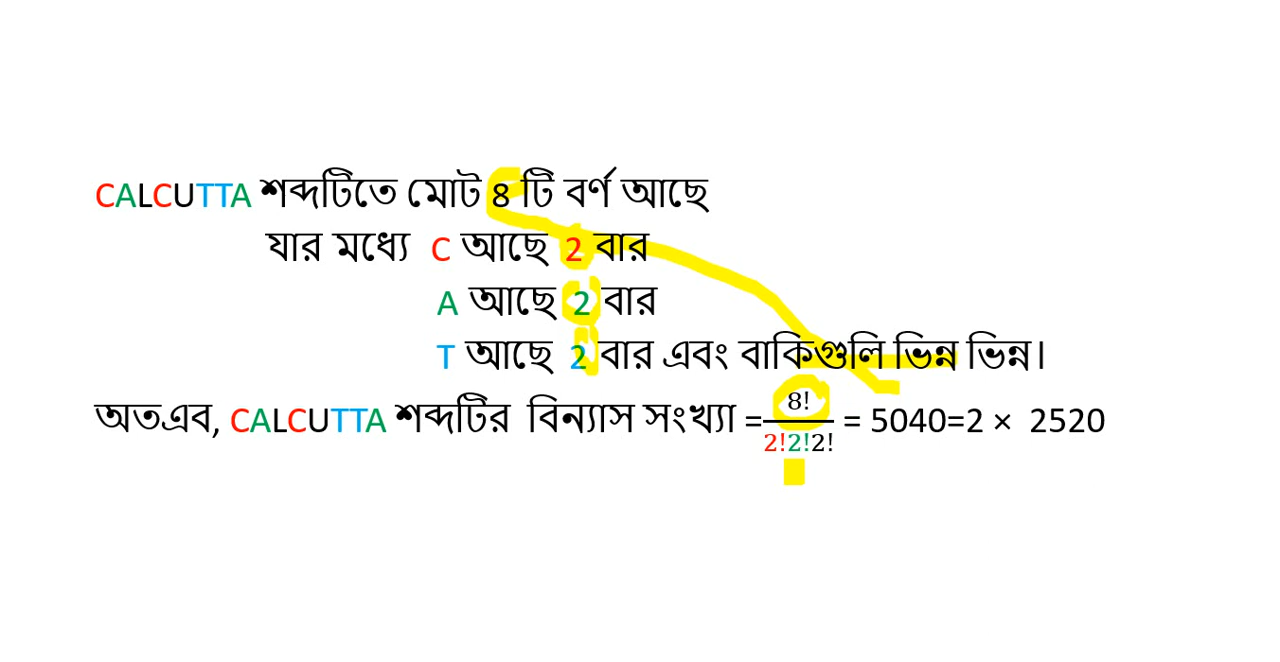 CALCUTTA শব্দটিতে মোট 8 টি বর্ণ আছে
যার মধ্যে C আছে 2 বার
A আছে 2 বার
T আছে 2 বার এবং বাকিগুলি ভিন্ন ভিন্ন।
অতএব, CALCUTTA শব্দটির বিন্যাস সংখ্যা = 8!/2!2!2! = 5040=2 × 2520